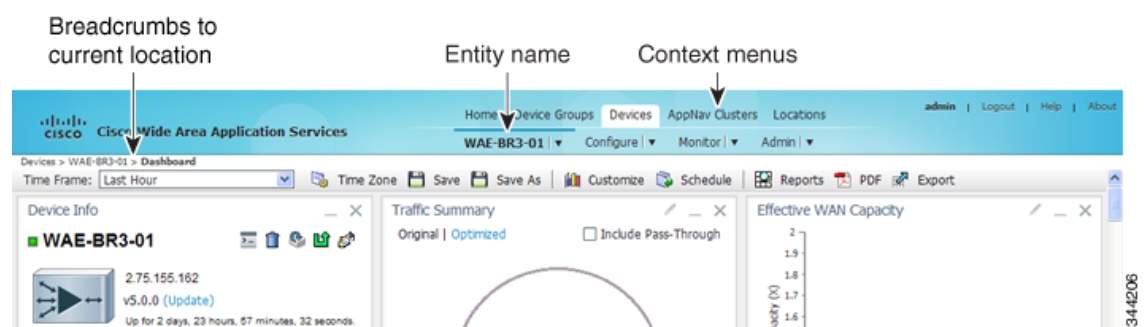 Breadcrumbs to
current location
Entity name
Context menus
cisco Cisco Wide Area Application Services
Home Device Groups Devices AppNav Clusters Locations
admin | Logout | Help | About
WAE-BR3-01 | Configure | Monitor | Admin |
Devices > WAE-BR3-01 > Dashboard
Time Frame: Last Hour Time Zone Save Save As | Customize Schedule | Reports PDF Export
Device Info
WAE-BR3-01
2.75.155.162
v5.0.0 (Update)
Up for 2 days, 23 hours, 57 minutes, 32 seconds.
Traffic Summary
Original | Optimized Include Pass-Through
Effective WAN Capacity
2
1.9
1.8
1.7
1.6
acity (X)
344206